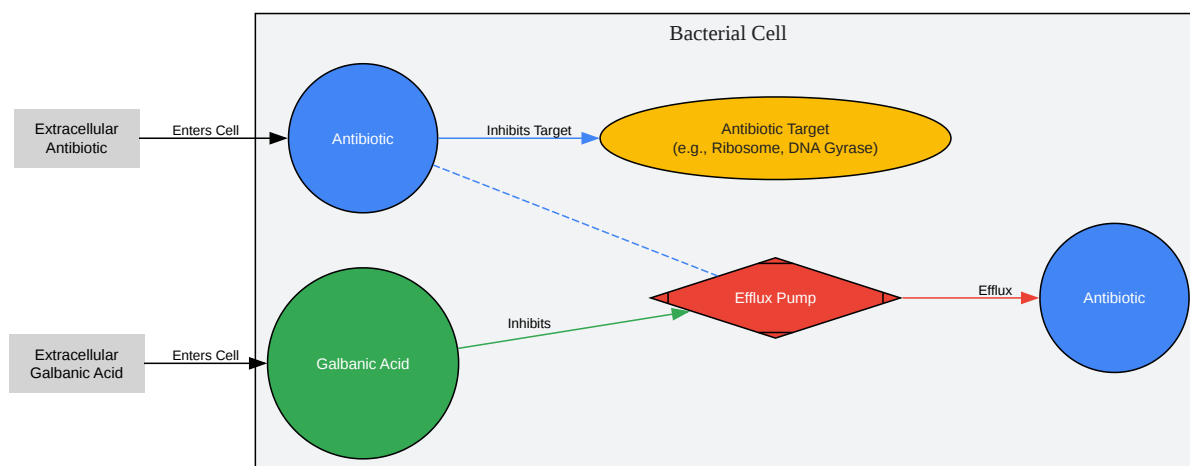 Bacterial Cell
Extracellular
Antibiotic
Enters Cell
Antibiotic
Inhibits Target
Antibiotic Target
(e.g., Ribosome, DNA Gyrase)
Efflux Pump
Efflux
Antibiotic
Extracellular
Galbanic Acid
Enters Cell
Galbanic Acid
Inhibits